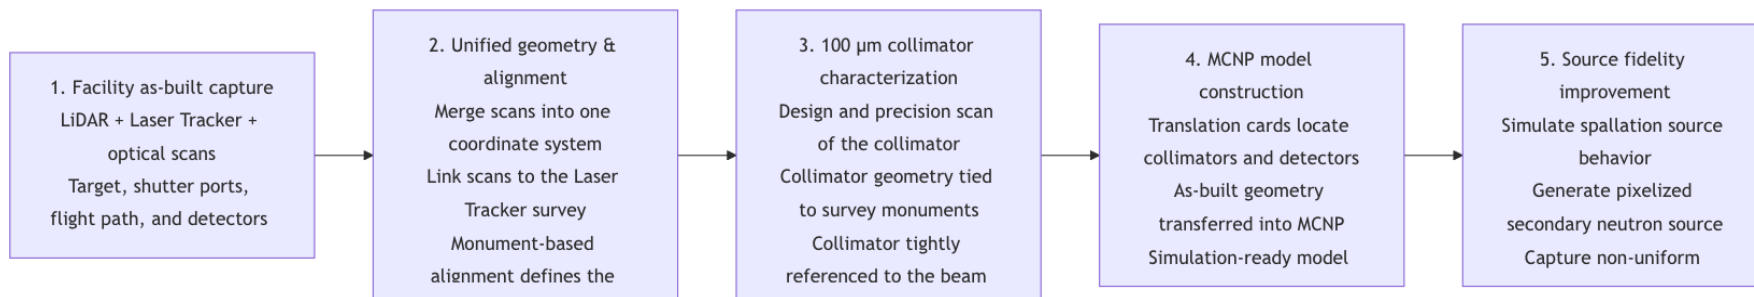 1. Facility as-built capture
LiDAR + Laser Tracker +
optical scans
Target, shutter ports,
flight path, and detectors
2. Unified geometry &
alignment
Merge scans into one
coordinate system
Link scans to the Laser
Tracker survey
Monument-based
alignment defines the
3. 100 µm collimator
characterization
Design and precision scan
of the collimator
Collimator geometry tied
to survey monuments
Collimator tightly
referenced to the beam
4. MCNP model
construction
Translation cards locate
collimators and detectors
As-built geometry
transferred into MCNP
Simulation-ready model
5. Source fidelity
improvement
Simulate spallation source
behavior
Generate pixelized
secondary neutron source
Capture non-uniform